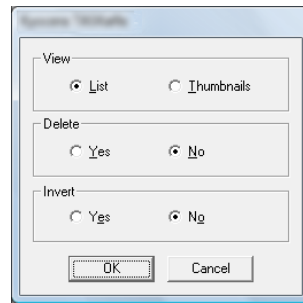 View
List Thumbnails
Delete
Yes No
Invert
Yes No
OK Cancel